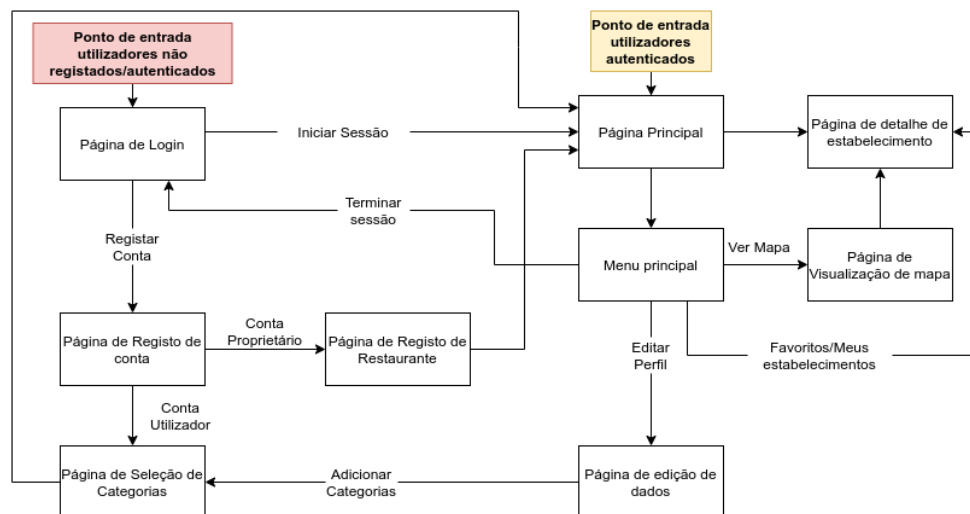 Ponto de entrada
utilizadores não
registados/autenticados
Ponto de entrada
utilizadores
autenticados
Página de Login
Iniciar Sessão
Página Principal
Página de detalhe de
estabelecimento
Terminar
sessão
Registar
Conta
Menu principal
Ver Mapa
Página de
Visualização de mapa
Página de Registo de
conta
Conta
Proprietário
Página de Registo de
Restaurante
Editar
Perfil
Favoritos/Meus
estabelecimentos
Conta
Utilizador
Página de Seleção de
Categorias
Adicionar
Categorias
Página de edição de
dados